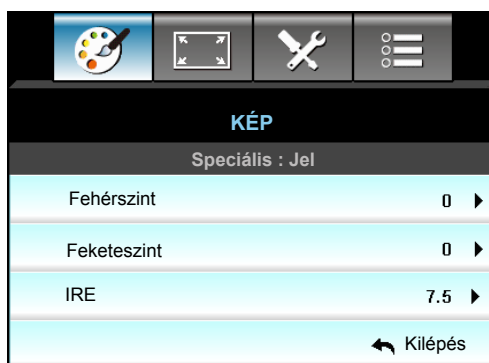 KÉP
Speciális : Jel
Fehérszint 0
Feketeszint 0
IRE 7.5
Kilépés